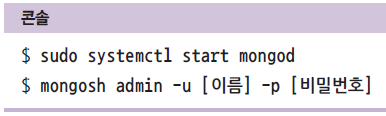 콘솔
$ sudo systemctl start mongod
$ mongosh admin -u [이름] -p [비밀번호]